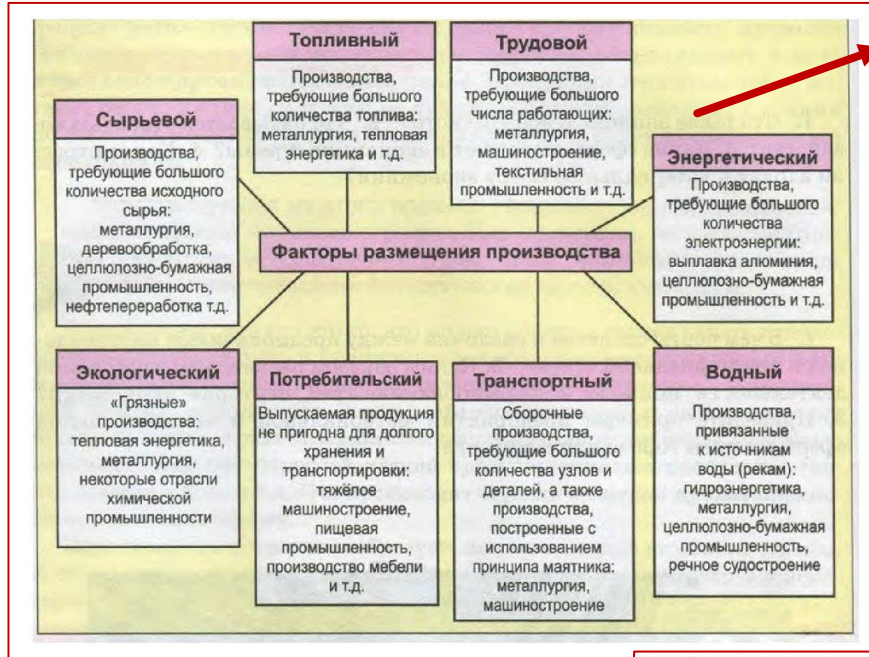 Топливный
Производства,
требующие большого
количества топлива:
металлургия, тепловая
энергетика и т.д.
Трудовой
Производства,
требующие большого
числа работающих:
металлургия,
машиностроение,
текстильная
промышленность и т.д.
Сырьевой
Производства,
требующие большого
количества исходного
сырья:
металлургия,
деревообработка,
целлюлозно-бумажная
промышленность,
нефтепереработка т.д.
Энергетический
Производства,
требующие большого
количества
электроэнергии:
выплавка алюминия,
целлюлозно-бумажная
промышленность и т.д.
Факторы размещения производства
Экологический
«Грязные»
производства:
тепловая энергетика,
металлургия,
некоторые отрасли
химической
промышленности
Потребительский
Выпускаемая продукция
не пригодна для долгого
хранения и
транспортировки:
тяжёлое
машиностроение,
пищевая
промышленность,
производство мебели
и т.д.
Транспортный
Сборочные
производства,
требующие большого
количества узлов и
деталей, а также
производства,
построенные с
использованием
принципа маятника:
металлургия,
машиностроение
Водный
Производства,
привязанные
к источникам
воды (рекам):
гидроэнергетика,
металлургия,
целлюлозно-бумажная
промышленность,
речное судостроение